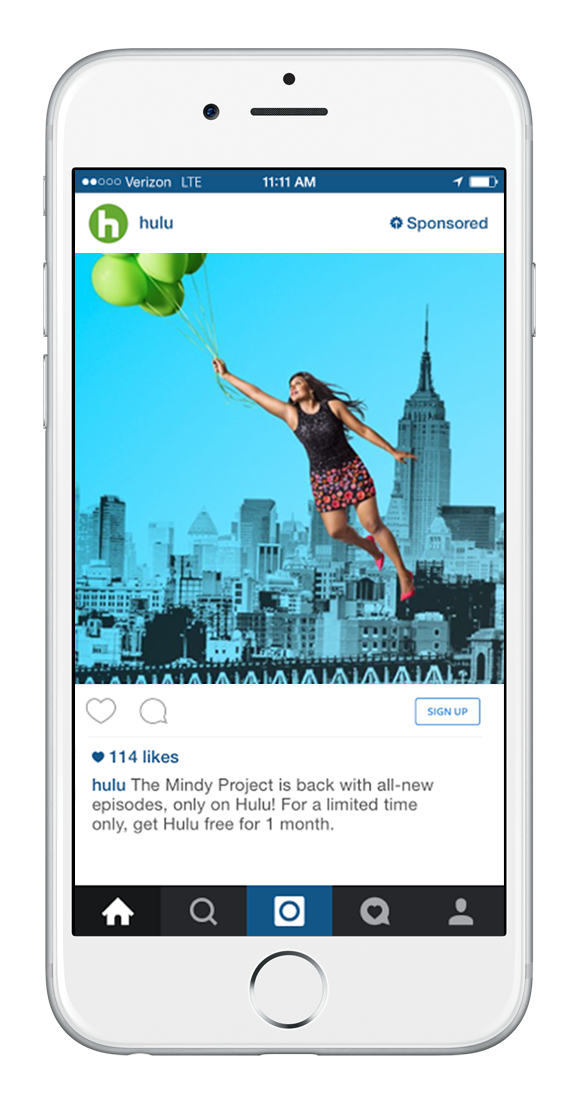 Verizon LTE 11:11 AM
h hulu Sponsored
SIGN UP
114 likes
hulu The Mindy Project is back with all-new
episodes, only on Hulu! For a limited time
only, get Hulu free for 1 month.